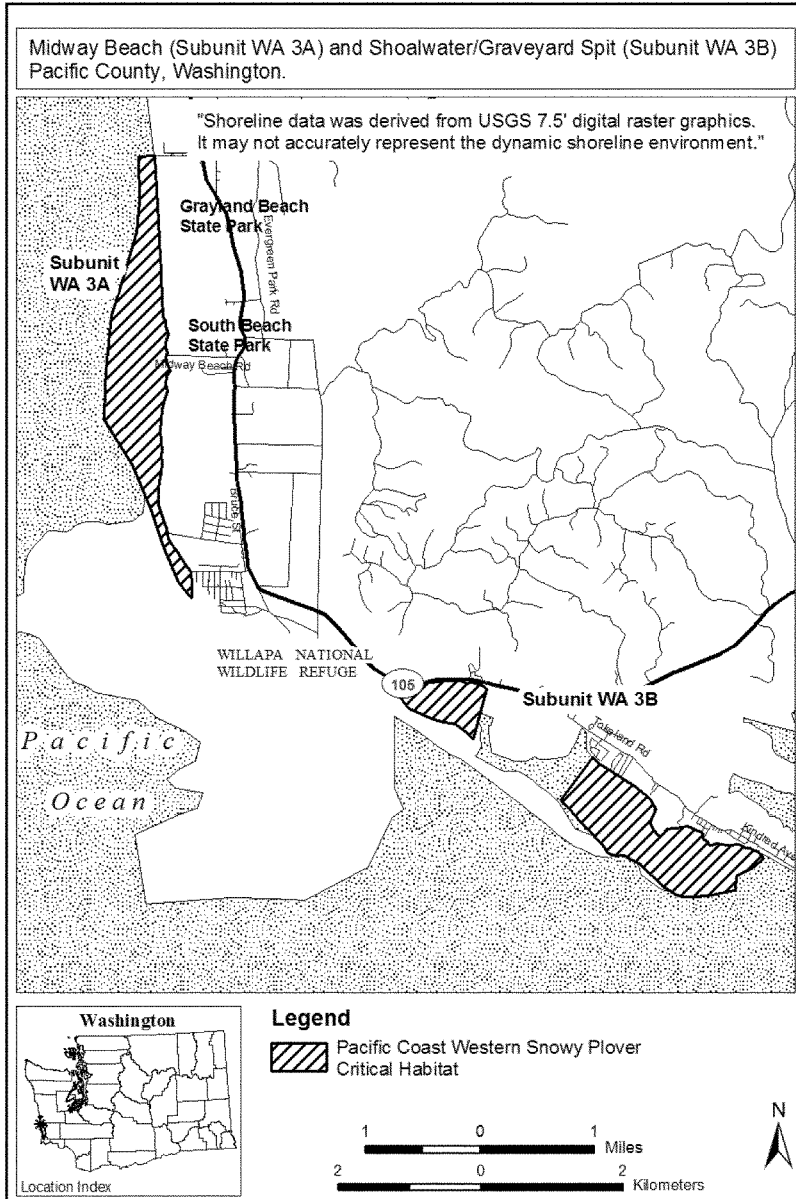 Midway Beach (Subunit WA 3A) and Shoalwater/Graveyard Spit (Subunit WA 3B)
Pacific County, Washington.
"Shoreline data was derived from USGS 7.5' digital raster graphics.
It may not accurately represent the dynamic shoreline environment."
Grayland Beach
State Park
Evergreen Park Rd
Subunit
WA 3A
South Beach
State Park
Midway Beach Rd
Bruce St
WILLAPA NATIONAL
WILDLIFE REFUGE
105
Subunit WA 3B
Tokeland Rd
Kindred Ave
Pacific
Ocean
Washington
Location Index
Legend
Pacific Coast Western Snowy Plover
Critical Habitat
1 0 1
Miles
2 0 2
Kilometers
N